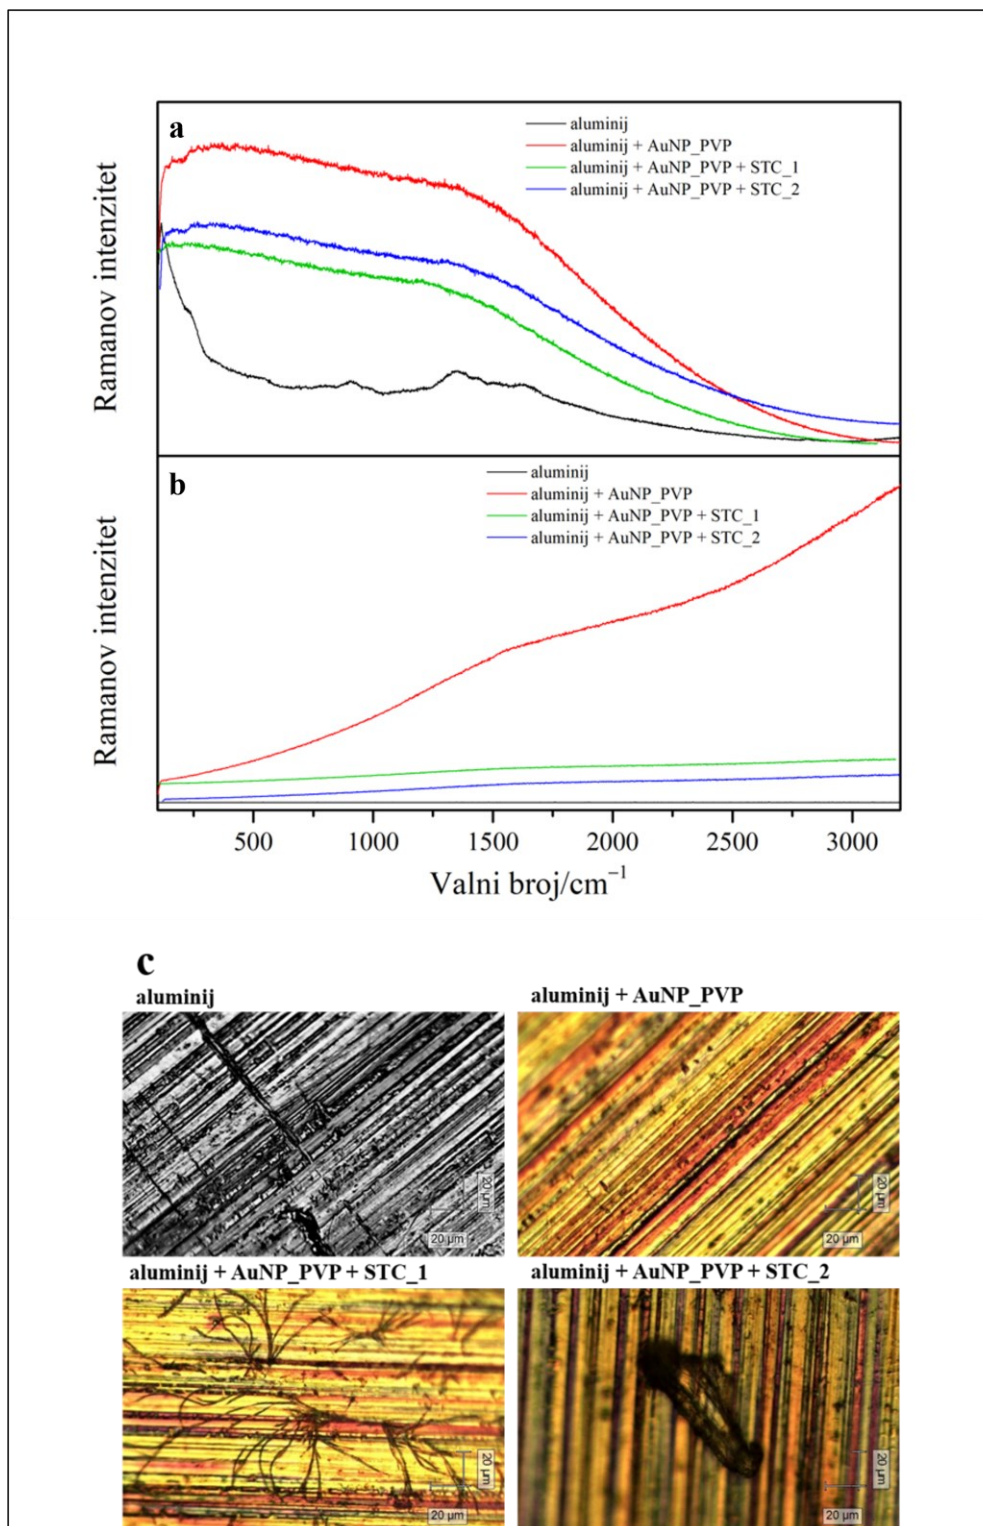 a
aluminij
aluminij + AuNP_PVP
aluminij + AuNP_PVP + STC_1
aluminij + AuNP_PVP + STC_2
Ramanov intenzitet
b
aluminij
aluminij + AuNP_PVP
aluminij + AuNP_PVP + STC_1
aluminij + AuNP_PVP + STC_2
Ramanov intenzitet
500 1000 1500 2000 2500 3000
Valni broj/cm⁻¹
c
aluminij
aluminij + AuNP_PVP
20 µm
20 µm
20 µm
20 µm
aluminij + AuNP_PVP + STC_1
aluminij + AuNP_PVP + STC_2
20 µm
20 µm
20 µm
20 µm